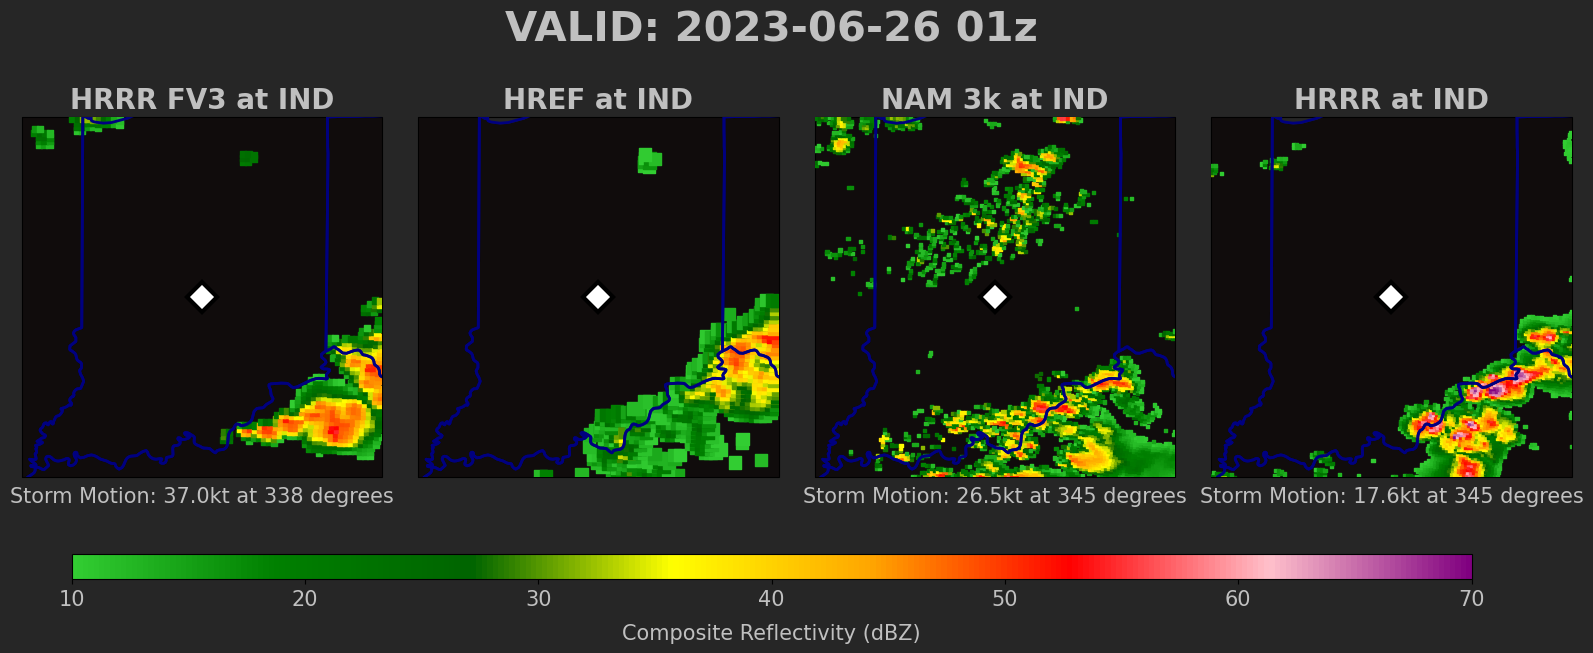 VALID: 2023-06-26 01z
HRRR FV3 at IND
HREF at IND
NAM 3k at IND
HRRR at IND
Storm Motion: 37.0kt at 338 degrees
Storm Motion: 26.5kt at 345 degrees
Storm Motion: 17.6kt at 345 degrees
10 20 30 40 50 60 70
Composite Reflectivity (dBZ)